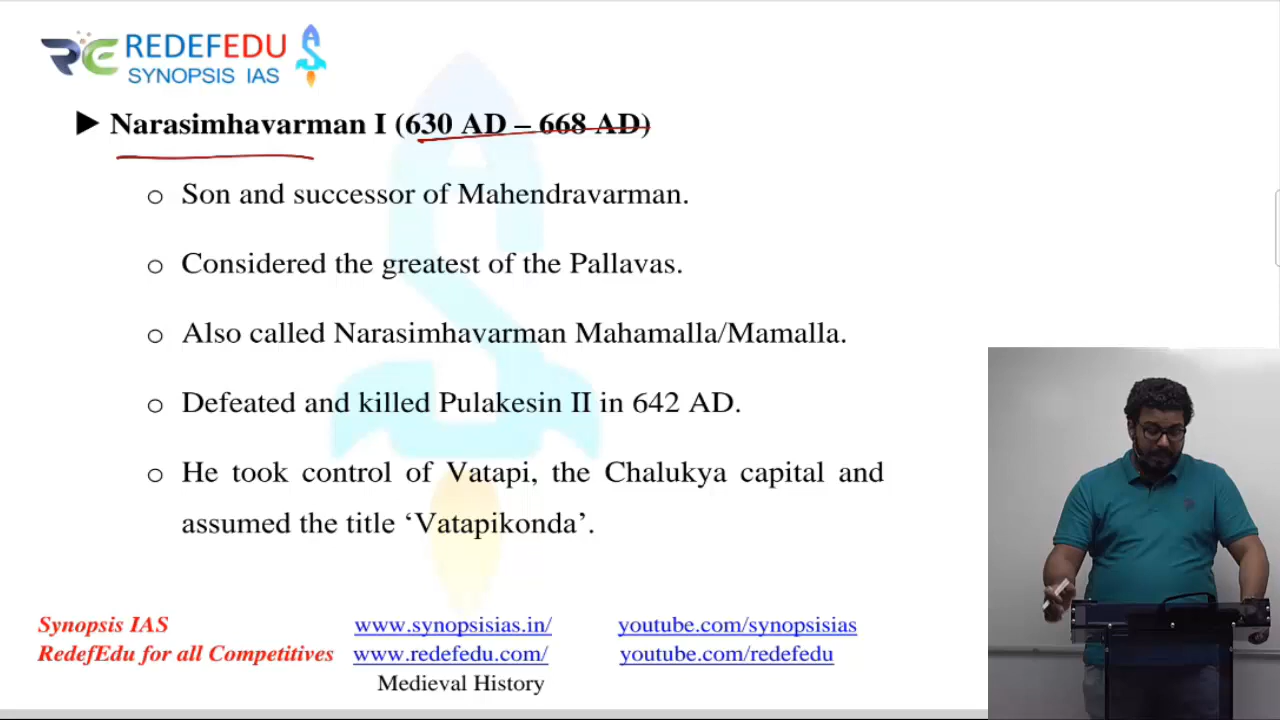 REDEFEDU
SYNOPSIS IAS
Narasimhavarman I (630 AD – 668 AD)
Son and successor of Mahendravarman.
Considered the greatest of the Pallavas.
Also called Narasimhavarman Mahamalla/Mamalla.
Defeated and killed Pulakesin II in 642 AD.
He took control of Vatapi, the Chalukya capital and
assumed the title ‘Vatapikonda’.
Synopsis IAS www.synopsisias.in/ youtube.com/synopsisias
RedefEdu for all Competitives www.redefedu.com/ youtube.com/redefedu
Medieval History